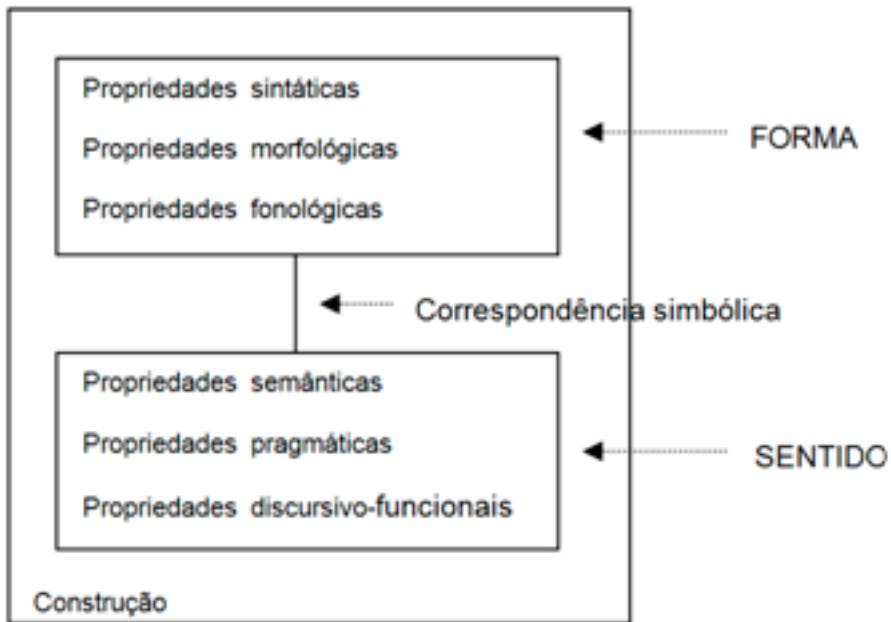 Propriedades sintáticas
Propriedades morfológicas
Propriedades fonológicas
FORMA
Correspondência simbólica
Propriedades semânticas
Propriedades pragmáticas
Propriedades discursivo-funcionais
SENTIDO
Construção